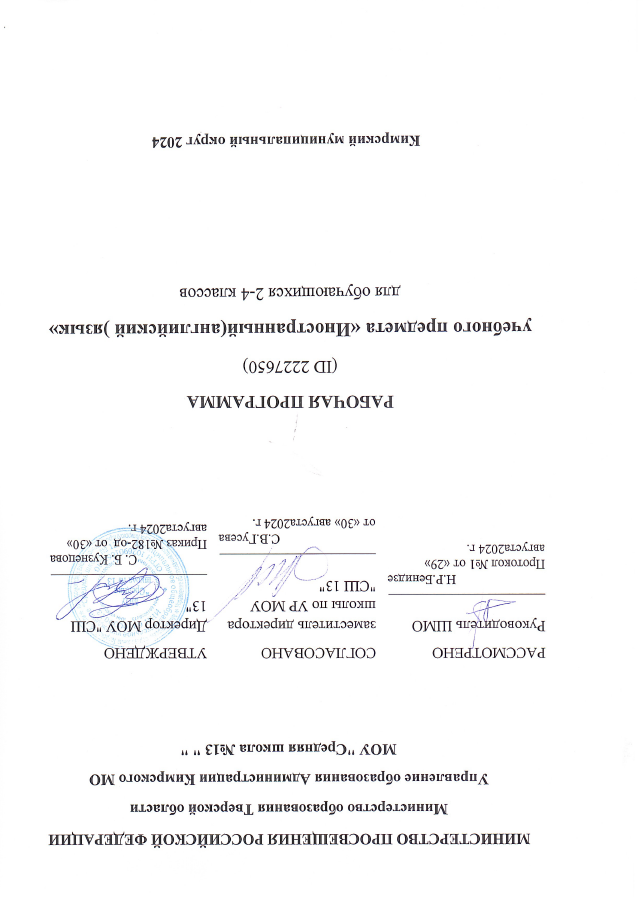 МИНИСТЕРСТВО ПРОСВЕЩЕНИЯ РОССИЙСКОЙ ФЕДЕРАЦИИ
Министерство образования Тверской области
Управление образования Администрации Кимрского МО
МОУ "Средняя школа №13 " "
РАССМОТРЕНО
Руководитель ШМО
Н.Р.Бенидзе
Протокол №1 от «29»
августа2024 г.
СОГЛАСОВАНО
заместитель директора
школы по УР МОУ
"СШ 13"
С.В.Гусева
от «30» августа2024 г.
УТВЕРЖДЕНО
Директор МОУ "СШ
13"
С. Б. Кузнецова
Приказ №182-од от «30»
августа2024 г.
РАБОЧАЯ ПРОГРАММА
(ID 2227650)
учебного предмета «Иностранный(английский )язык»
для обучающихся 2-4 классов
Кимрский муниципальный округ 2024